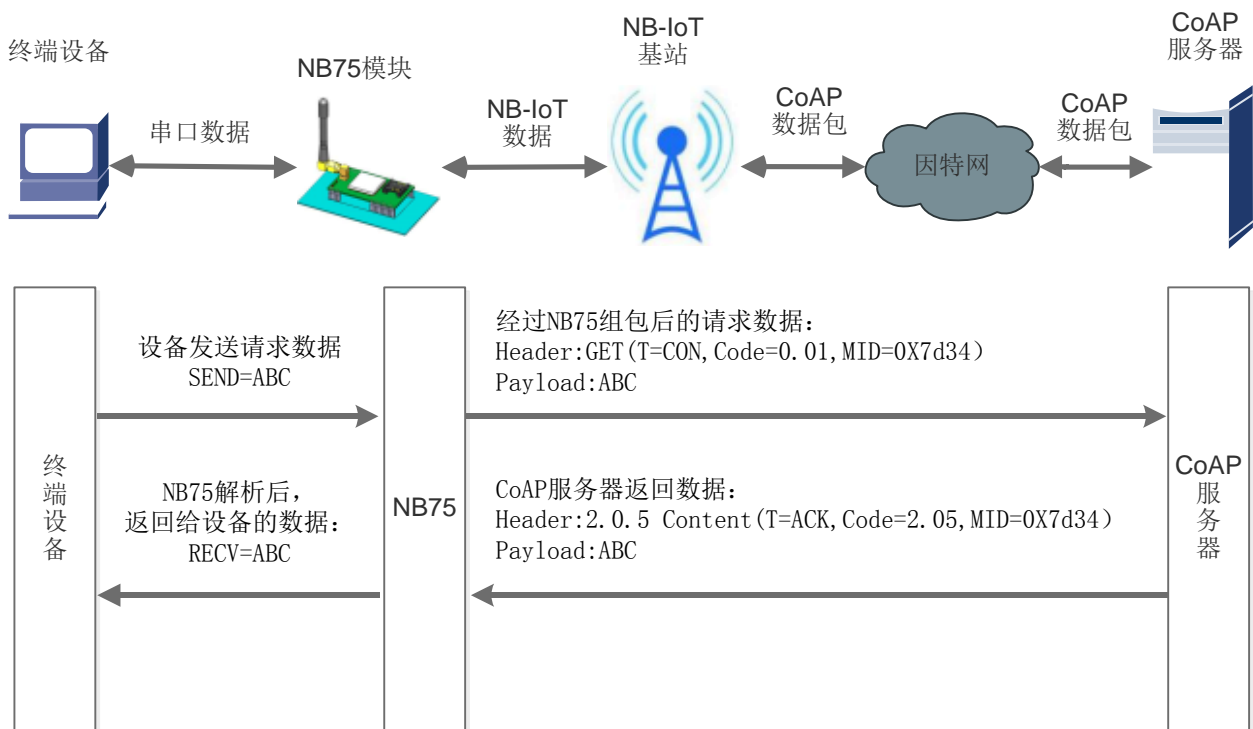 终端设备
NB75模块
NB-IoT
基站
CoAP
服务器
串口数据
NB-IoT
数据
CoAP
数据包
因特网
CoAP
数据包
设备发送请求数据
SEND=ABC
经过NB75组包后的请求数据：
Header:GET(T=CON,Code=0.01,MID=0X7d34)
Payload:ABC
终端设备
NB75解析后，
返回给设备的数据：
RECV=ABC
NB75
CoAP服务器返回数据：
Header:2.0.5 Content(T=ACK,Code=2.05,MID=0X7d34)
Payload:ABC
CoAP
服务器